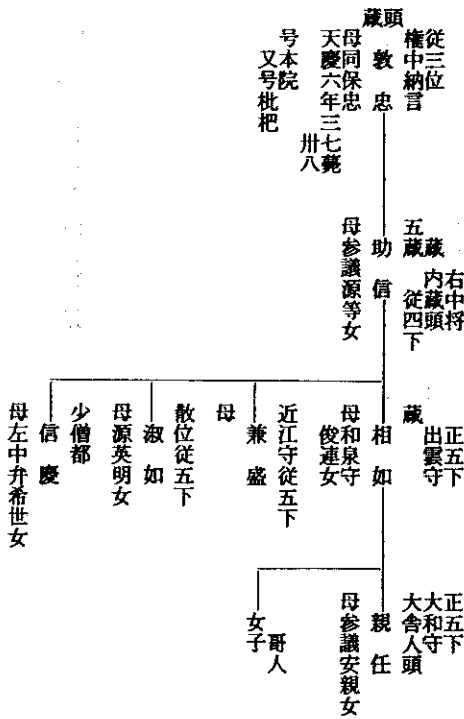 蔵頭
従三位
権中納言
敦忠
母同保忠
天慶六年三七薨
卅八
号本院
又号枇杷
右中将
蔵
内蔵頭
五蔵
従四下
助信
母参議源等女
正五下
出雲守
蔵
相如
母和泉守
俊連女
近江守従五下
兼盛
母
散位従五下
淑如
母源英明女
少僧都
信慶
母左中弁希世女
正五下
大和守
大舎人頭
親任
母参議安親女
哥人
女子